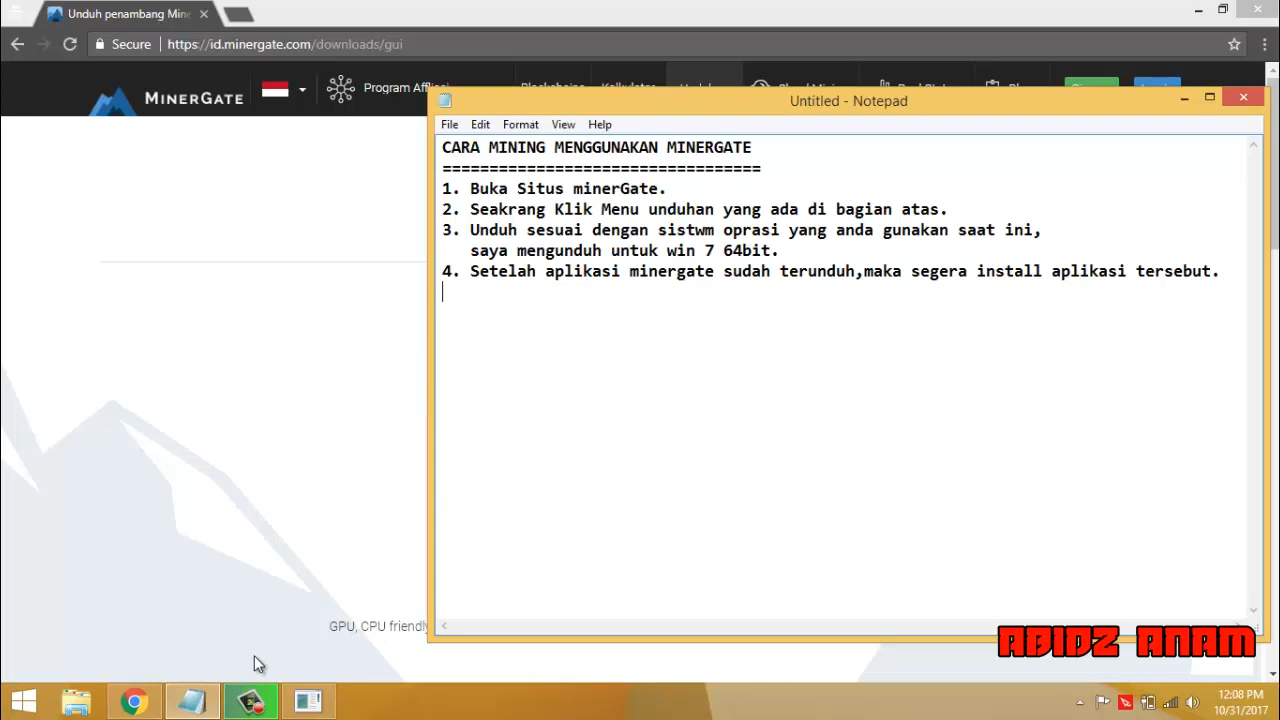 Unduh penambang Mine
Secure
https://id.minergate.com/downloads/gui
MINERGATE
Program Affi
Untitled - Notepad
File Edit Format View Help
CARA MINING MENGGUNAKAN MINERGATE
==================================
1. Buka Situs minerGate.
2. Seakrang Klik Menu unduhan yang ada di bagian atas.
3. Unduh sesuai dengan sistwm oprasi yang anda gunakan saat ini,
saya mengunduh untuk win 7 64bit.
4. Setelah aplikasi minergate sudah terunduh,maka segera install aplikasi tersebut.
GPU, CPU friendly
ABIDZ ANAM
12:08 PM
10/31/2017